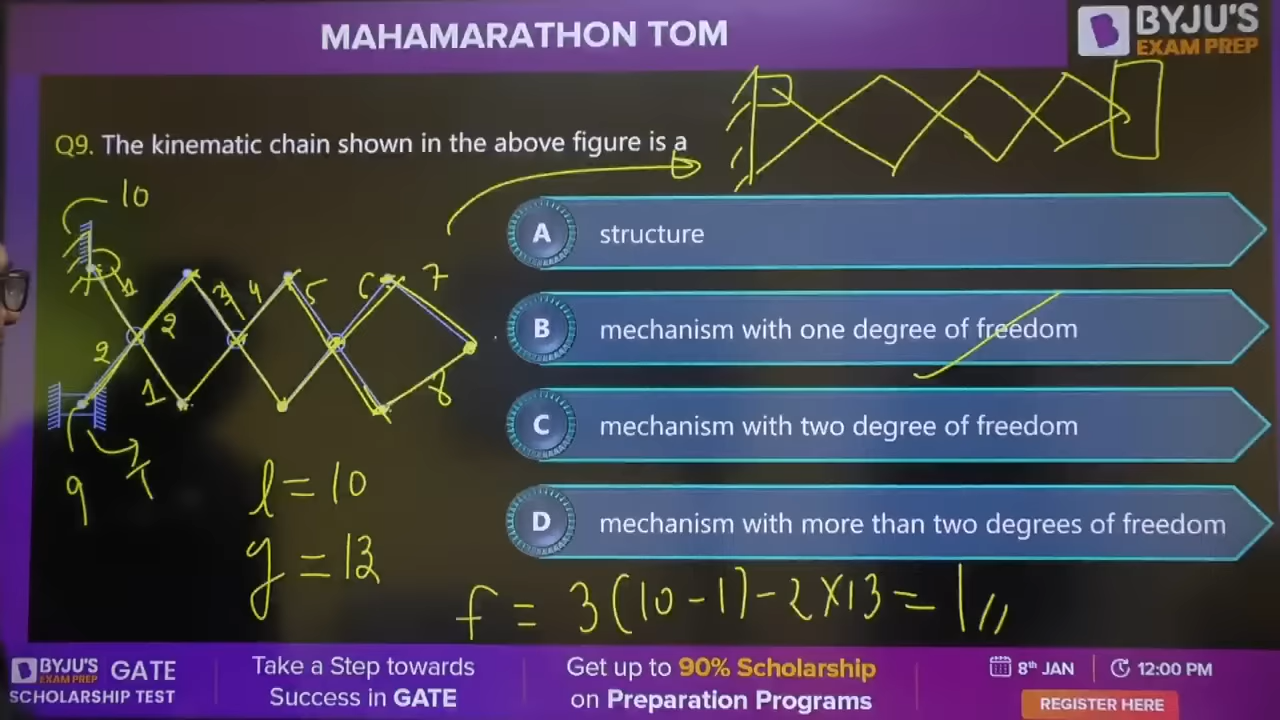 MAHAMARATHON TOM
BYJU'S
EXAM PREP
Q9. The kinematic chain shown in the above figure is a
10
A structure
B mechanism with one degree of freedom
C mechanism with two degree of freedom
D mechanism with more than two degrees of freedom
1
2
3
4
5
6
7
2
1
8
9
1
l = 10
j = 13
f = 3(10-1)-2×13 = 1
BYJU'S
EXAM PREP
GATE
SCHOLARSHIP TEST
Take a Step towards
Success in GATE
Get up to 90% Scholarship
on Preparation Programs
8th JAN
12:00 PM
REGISTER HERE